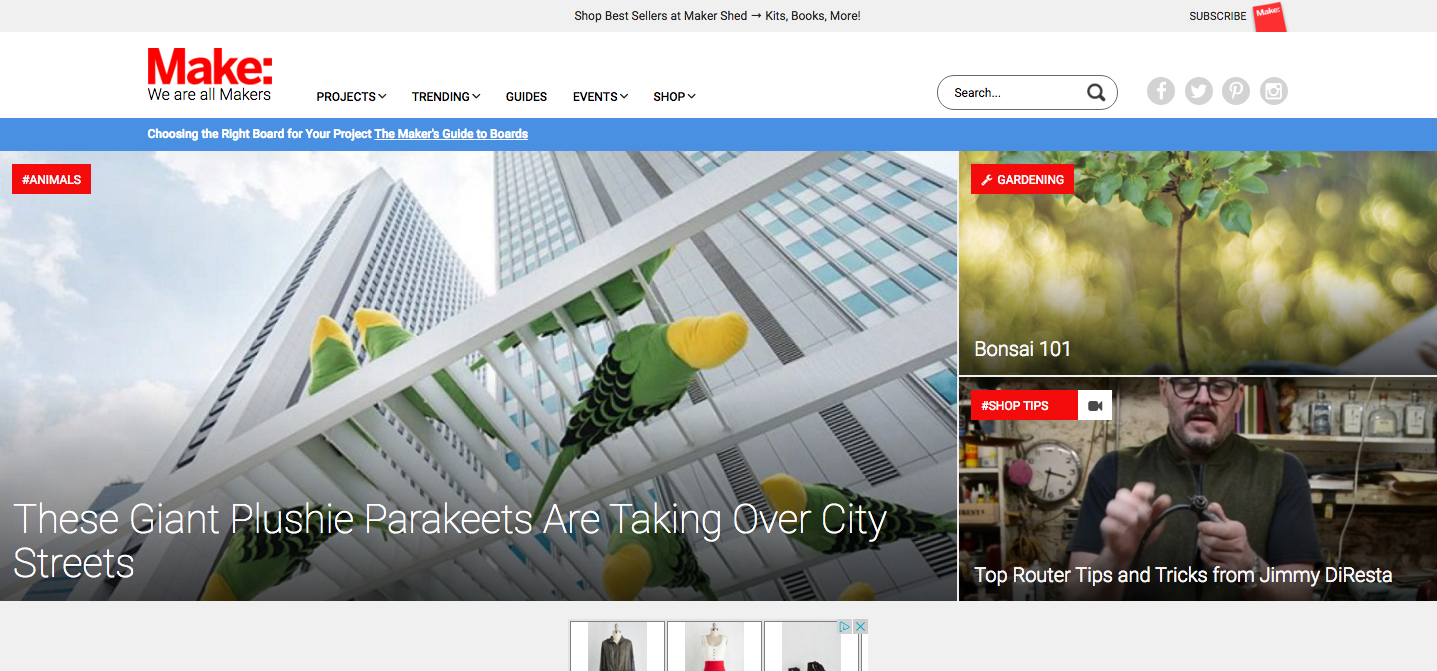 Shop Best Sellers at Maker Shed → Kits, Books, More!
SUBSCRIBE
Make:
Make:
We are all Makers
PROJECTS
TRENDING
GUIDES
EVENTS
SHOP
Search...
Choosing the Right Board for Your Project The Maker's Guide to Boards
#ANIMALS
These Giant Plushie Parakeets Are Taking Over City
Streets
GARDENING
Bonsai 101
#SHOP TIPS
Top Router Tips and Tricks from Jimmy DiResta